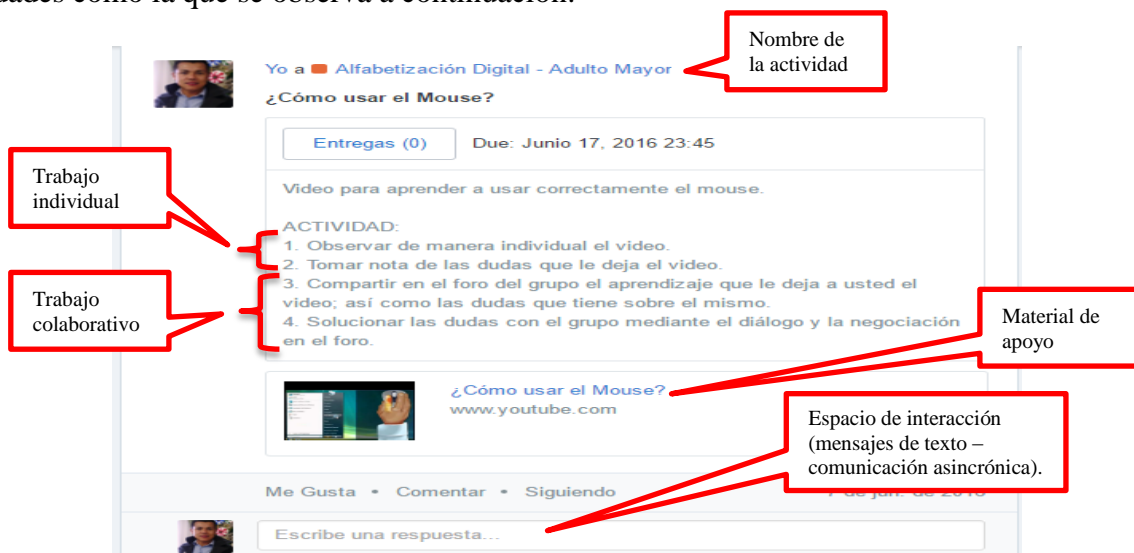 dades como la que se observa a continuación.
Nombre de
la actividad
Yo a Alfabetización Digital - Adulto Mayor
¿Cómo usar el Mouse?
Entregas (0) Due: Junio 17, 2016 23:45
Trabajo
individual
Video para aprender a usar correctamente el mouse.
ACTIVIDAD:
1. Observar de manera individual el video.
2. Tomar nota de las dudas que le deja el video.
3. Compartir en el foro del grupo el aprendizaje que le deja a usted el
video; así como las dudas que tiene sobre el mismo.
4. Solucionar las dudas con el grupo mediante el diálogo y la negociación
en el foro.
Trabajo
colaborativo
Material de
apoyo
¿Cómo usar el Mouse?
www.youtube.com
Espacio de interacción
(mensajes de texto –
comunicación asincrónica).
Me Gusta • Comentar • Siguiendo
Escribe una respuesta...